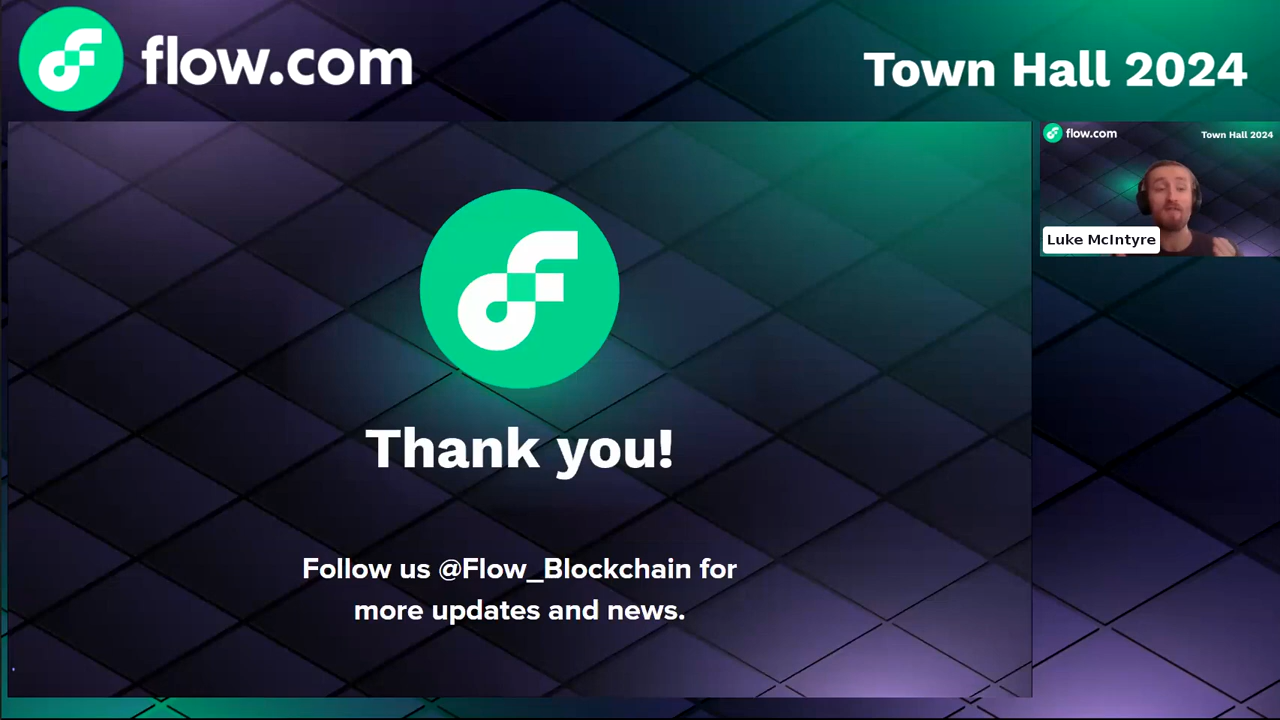 flow.com
Town Hall 2024
flow.com
Town Hall 2024
Luke McIntyre
Thank you!
Follow us @Flow_Blockchain for
more updates and news.